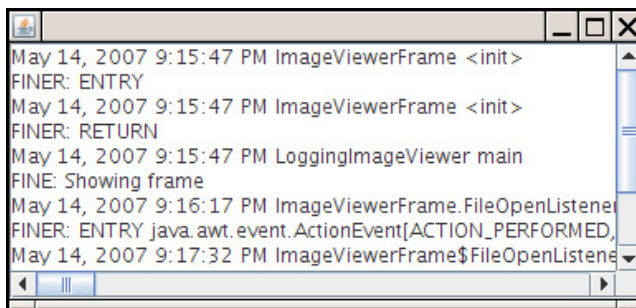 May 14, 2007 9:15:47 PM ImageViewerFrame <init>
FINER: ENTRY
May 14, 2007 9:15:47 PM ImageViewerFrame <init>
FINER: RETURN
May 14, 2007 9:15:47 PM LoggingImageViewer main
FINE: Showing frame
May 14, 2007 9:16:17 PM ImageViewerFrame.FileOpenListener
FINER: ENTRY java.awt.event.ActionEvent[ACTION_PERFORMED,
May 14, 2007 9:17:32 PM ImageViewerFrame$FileOpenListene